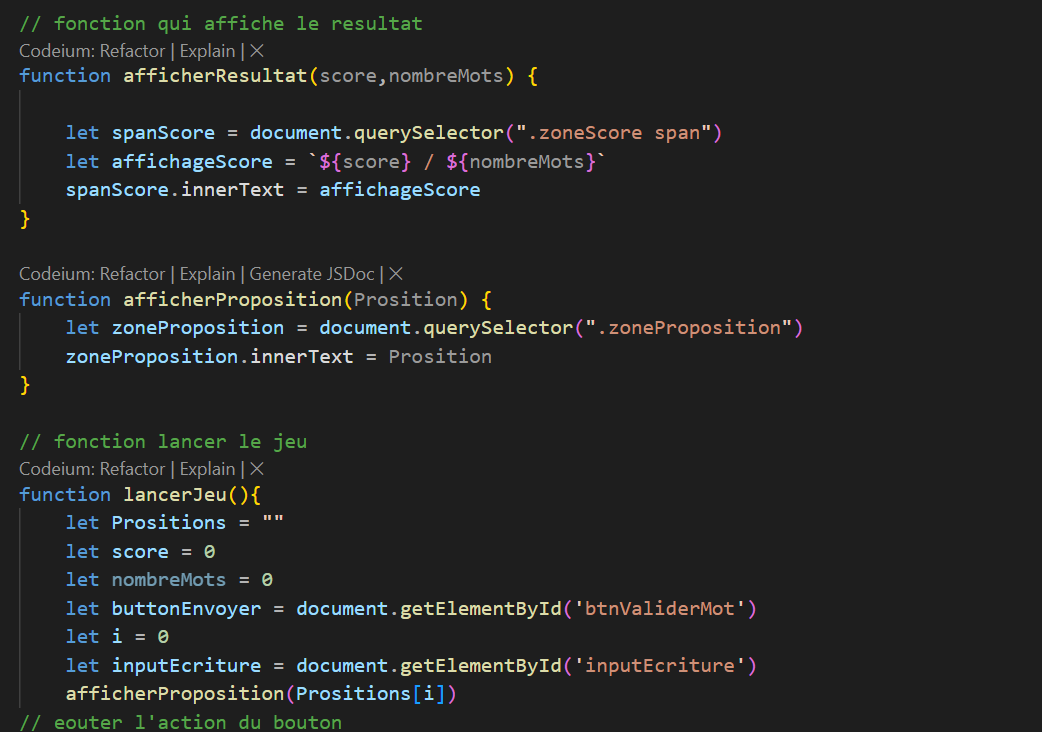 // fonction qui affiche le resultat
Codeium: Refactor | Explain | ×
function afficherResultat(score,nombreMots) {
let spanScore = document.querySelector(".zoneScore span")
let affichageScore = `${score} / ${nombreMots}`
spanScore.innerText = affichageScore
}
Codeium: Refactor | Explain | Generate JSDoc | ×
function afficherProposition(Prosition) {
let zoneProposition = document.querySelector(".zoneProposition")
zoneProposition.innerText = Prosition
}
// fonction lancer le jeu
Codeium: Refactor | Explain | ×
function lancerJeu(){
let Prositions = ""
let score = 0
let nombreMots = 0
let buttonEnvoyer = document.getElementById('btnValiderMot')
let i = 0
let inputEcriture = document.getElementById('inputEcriture')
afficherProposition(Prositions[i])
// eouter l'action du bouton